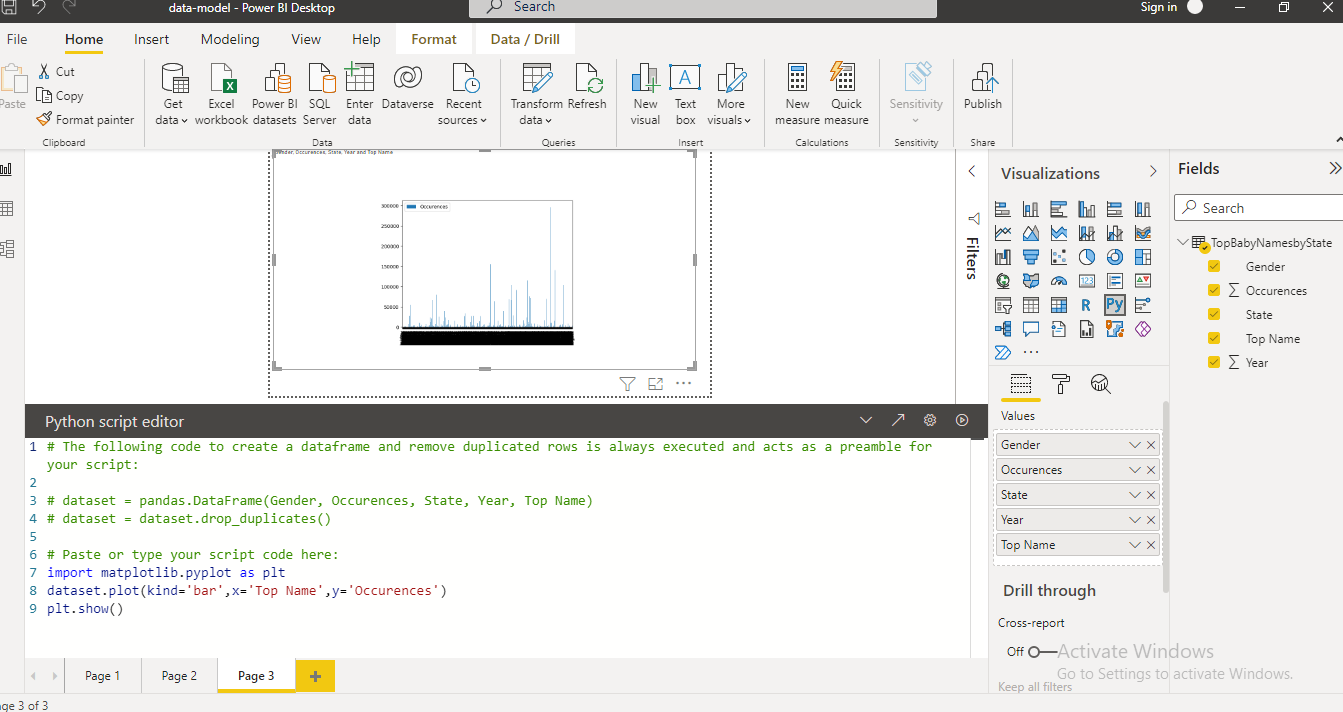 data-model - Power BI Desktop
Search
Sign in
File
Home
Insert
Modeling
View
Help
Format
Data / Drill
Paste
Cut
Copy
Format painter
Clipboard
Get data
Excel workbook
Power BI datasets
SQL Server
Enter data
Dataverse
Recent sources
Data
Transform data
Refresh
Queries
New visual
Text box
More visuals
Insert
New measure
Quick measure
Calculations
Sensitivity
Sensitivity
Publish
Share
Gender, Occurences, State, Year and Top Name
Occurences
300000
250000
200000
150000
100000
50000
0
Filters
Visualizations
123
R
Py
Values
Gender
Occurences
State
Year
Top Name
Drill through
Cross-report
Off
Keep all filters
Fields
Search
TopBabyNamesbyState
Gender
Σ Occurences
State
Top Name
Σ Year
Python script editor
1 # The following code to create a dataframe and remove duplicated rows is always executed and acts as a preamble for
your script:
2
3 # dataset = pandas.DataFrame(Gender, Occurences, State, Year, Top Name)
4 # dataset = dataset.drop_duplicates()
5
6 # Paste or type your script code here:
7 import matplotlib.pyplot as plt
8 dataset.plot(kind='bar',x='Top Name',y='Occurences')
9 plt.show()
Page 1
Page 2
Page 3
+
Activate Windows
Go to Settings to activate Windows.
age 3 of 3